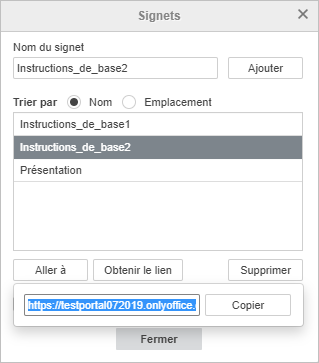 Signets
Nom du signet
Instructions_de_base2 Ajouter
Trier par Nom Emplacement
Instructions_de_base1
Instructions_de_base2
Présentation
Aller à Obtenir le lien Supprimer
https://testportal072019.onlyoffice. Copier
Fermer